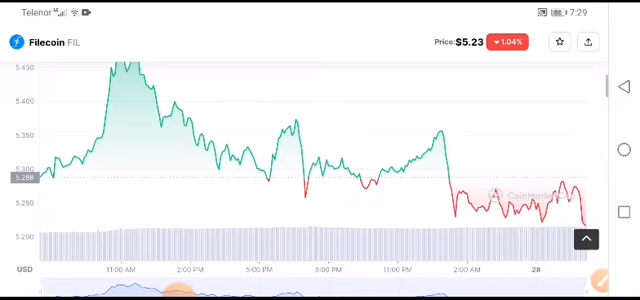 Telenor 7:29
Filecoin FIL Price: $5.23 1.04%
5.450
5.400
5.350
5.300
5.288
5.250
5.200
CoinMarketCap
USD 11:00 AM 2:00 PM 5:00 PM 8:00 PM 11:00 PM 2:00 AM 28